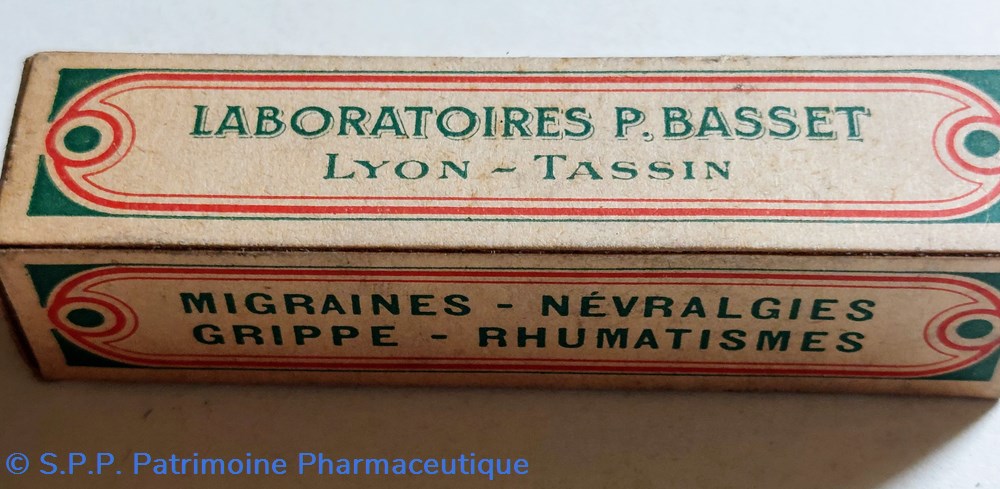 LABORATOIRES P. BASSET
LYON - TASSIN
MIGRAINES - NÉVRALGIES
GRIPPE - RHUMATISMES
© S.P.P. Patrimoine Pharmaceutique